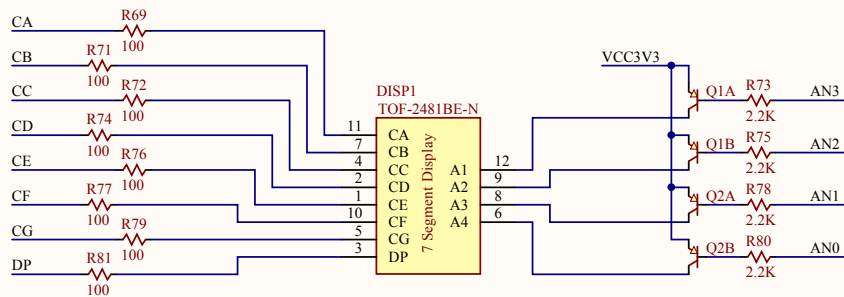 CA
R69
100
CB
R71
100
CC
R72
100
CD
R74
100
CE
R76
100
CF
R77
100
CG
R79
100
DP
R81
100
DISP1
TOF-2481BE-N
11
7
4
2
1
10
5
3
CA
CB
CC
CD
CE
CF
CG
DP
7 Segment Display
A1
A2
A3
A4
12
9
8
6
VCC3V3
Q1A
R73
2.2K
AN3
Q1B
R75
2.2K
AN2
Q2A
R78
2.2K
AN1
Q2B
R80
2.2K
AN0